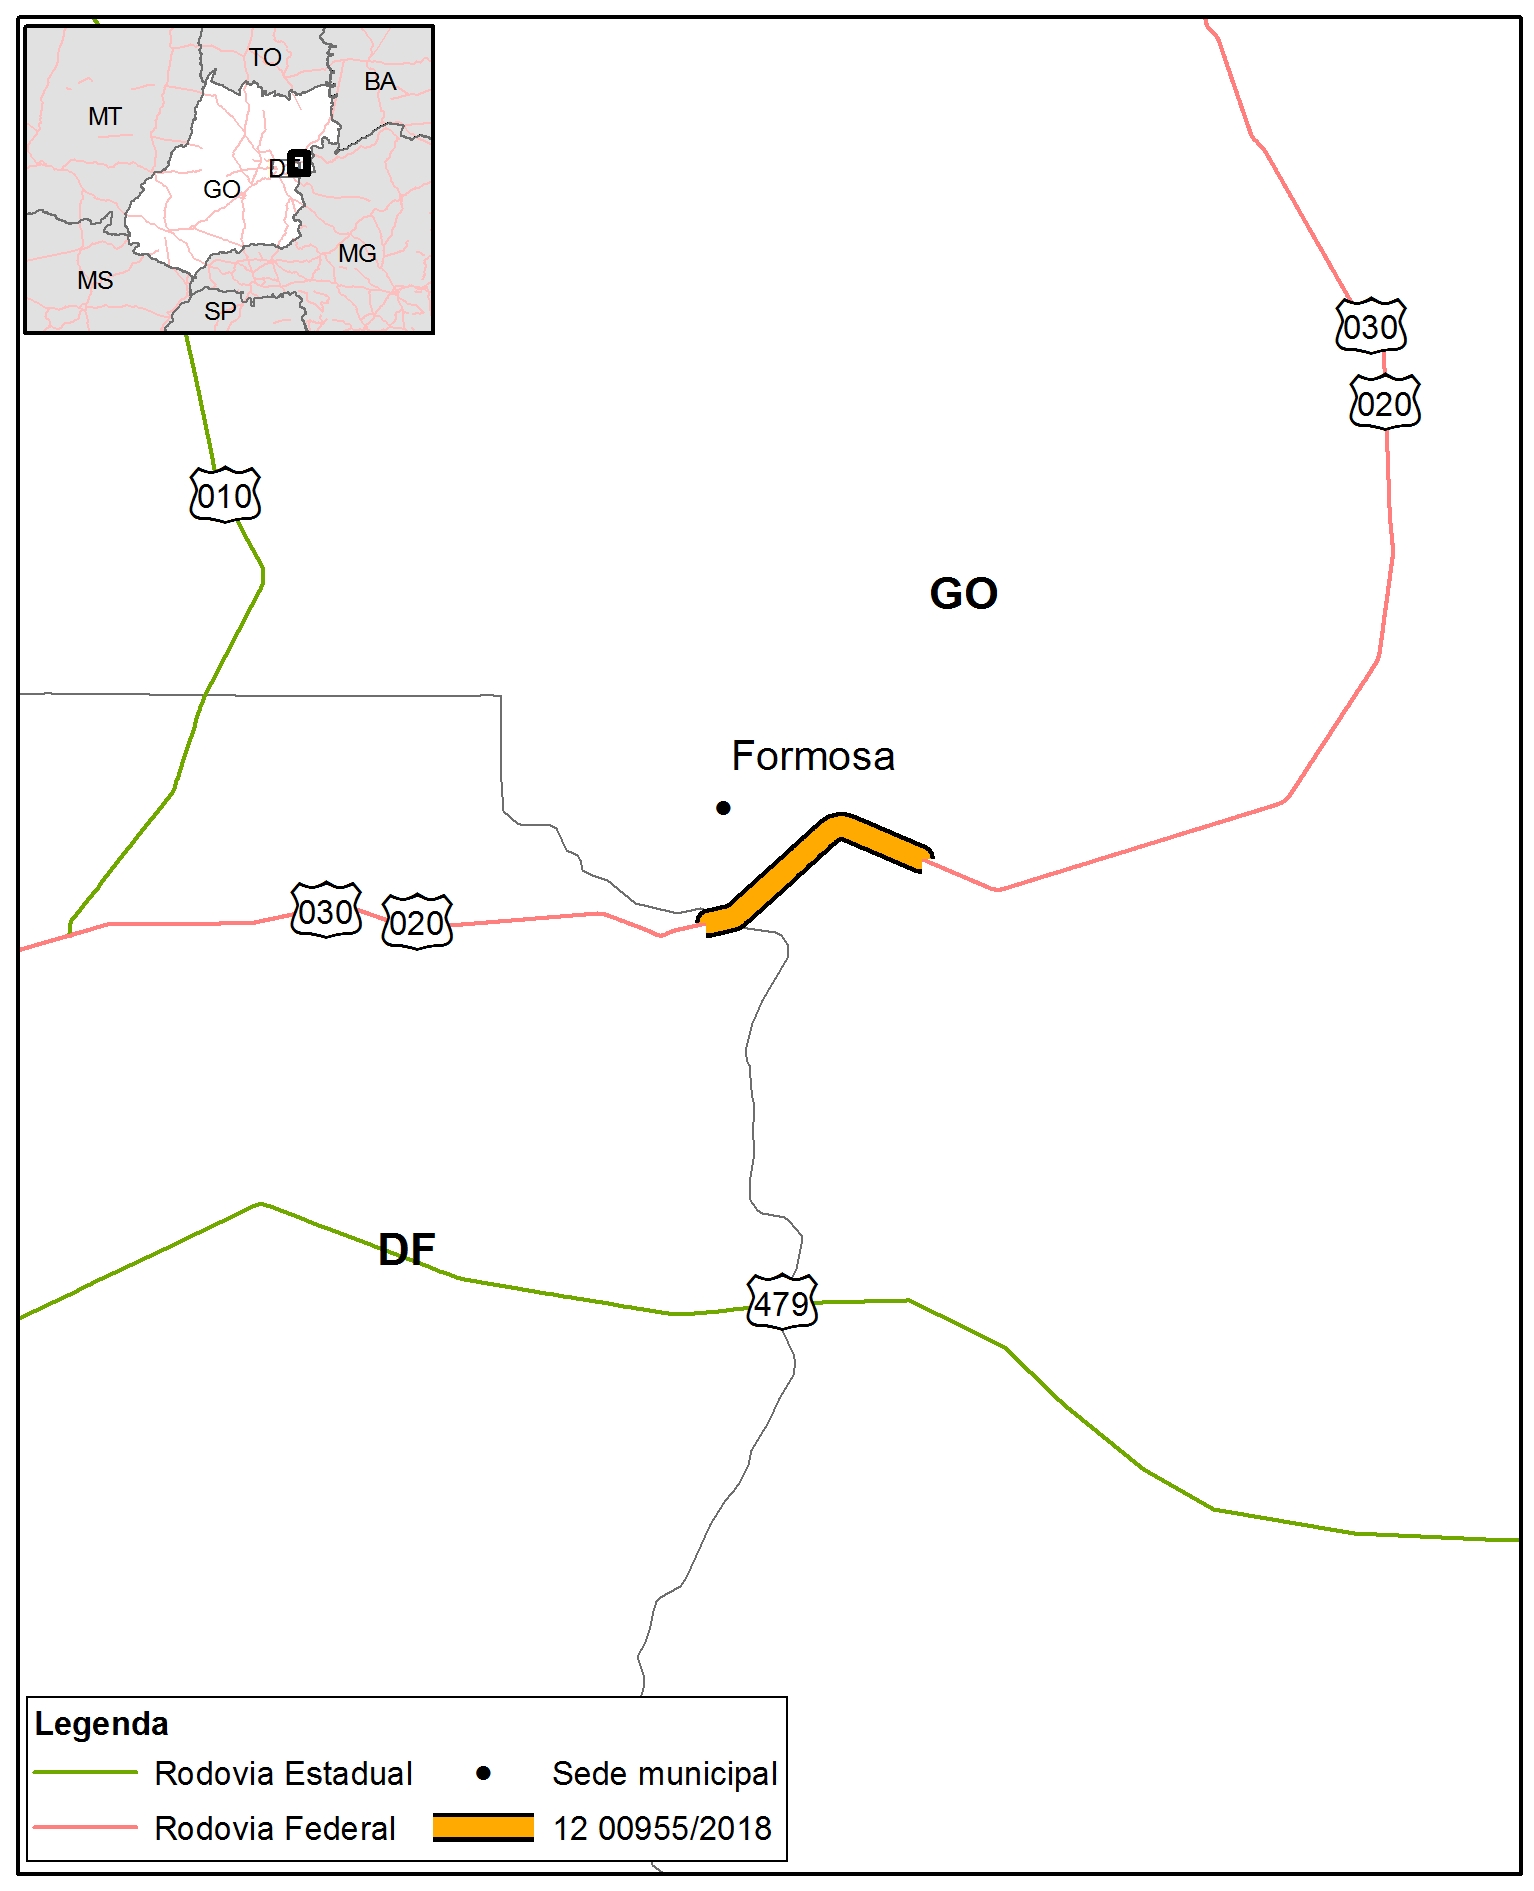 TO
BA
MT
D
GO
MG
MS
SP
030
020
010
GO
Formosa
030
020
DF
479
Legenda
Rodovia Estadual
Sede municipal
Rodovia Federal
12 00955/2018